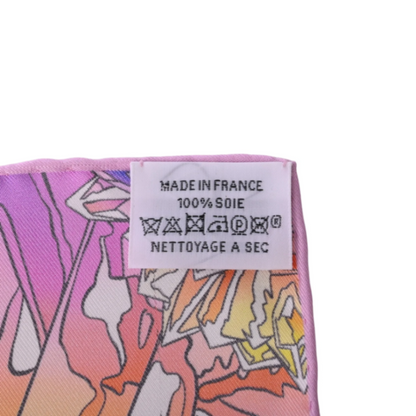 MADE IN FRANCE
100% SOIE
NETTOYAGE A SEC